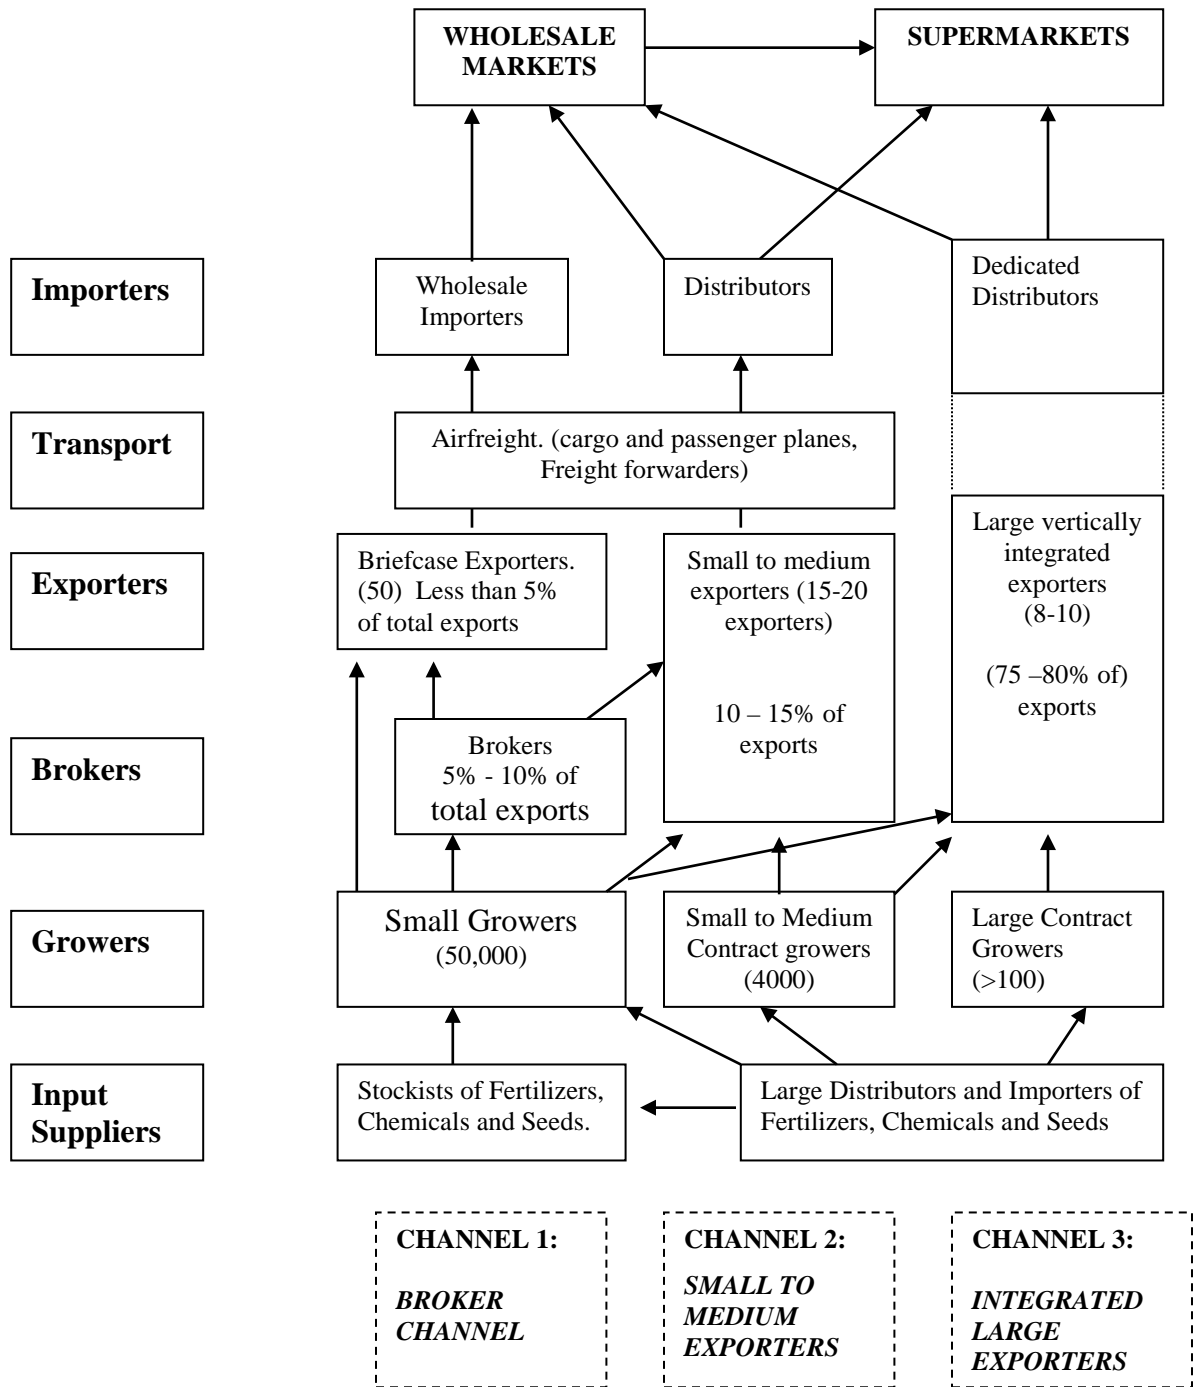 WHOLESALE
MARKETS
SUPERMARKETS
Importers
Wholesale
Importers
Distributors
Dedicated
Distributors
Transport
Airfreight. (cargo and passenger planes,
Freight forwarders)
Exporters
Briefcase Exporters.
(50)  Less than 5%
of total exports
Small to medium
exporters (15-20
exporters)
10 – 15% of
exports
Large vertically
integrated
exporters
(8-10)
(75 –80% of)
exports
Brokers
Brokers
5% - 10% of
total exports
Growers
Small Growers
(50,000)
Small to Medium
Contract growers
(4000)
Large Contract
Growers
(>100)
Input
Suppliers
Stockists of Fertilizers,
Chemicals and Seeds.
Large Distributors and Importers of
Fertilizers, Chemicals and Seeds
CHANNEL 1:
BROKER
CHANNEL
CHANNEL 2:
SMALL TO
MEDIUM
EXPORTERS
CHANNEL 3:
INTEGRATED
LARGE
EXPORTERS